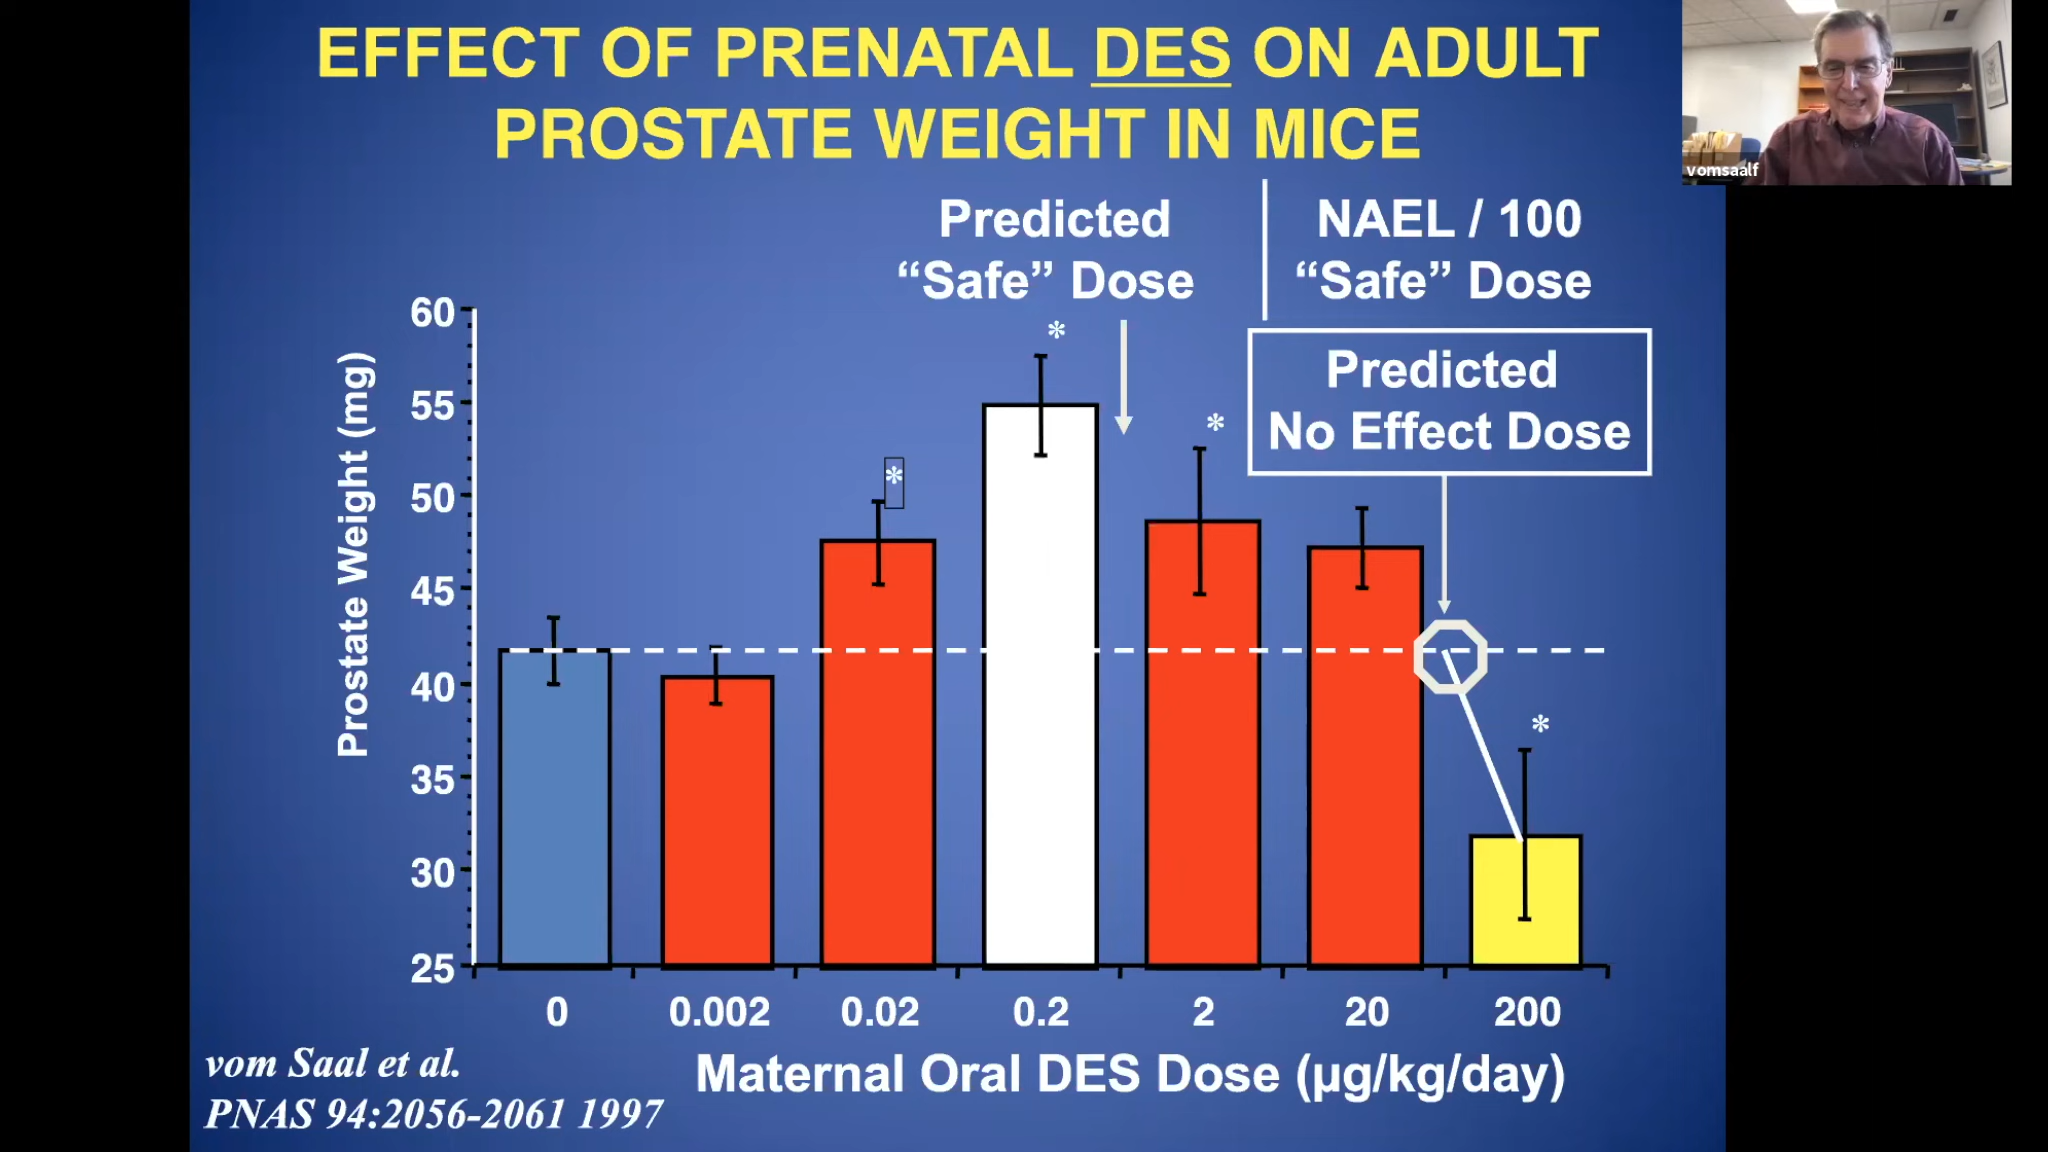 EFFECT OF PRENATAL DES ON ADULT
PROSTATE WEIGHT IN MICE
vomsaalf
Predicted
“Safe” Dose
NAEL / 100
“Safe” Dose
Predicted
No Effect Dose
Prostate Weight (mg)
60
55
50
45
40
35
30
25
*
*
*
*
0 0.002 0.02 0.2 2 20 200
Maternal Oral DES Dose (µg/kg/day)
vom Saal et al.
PNAS 94:2056-2061 1997